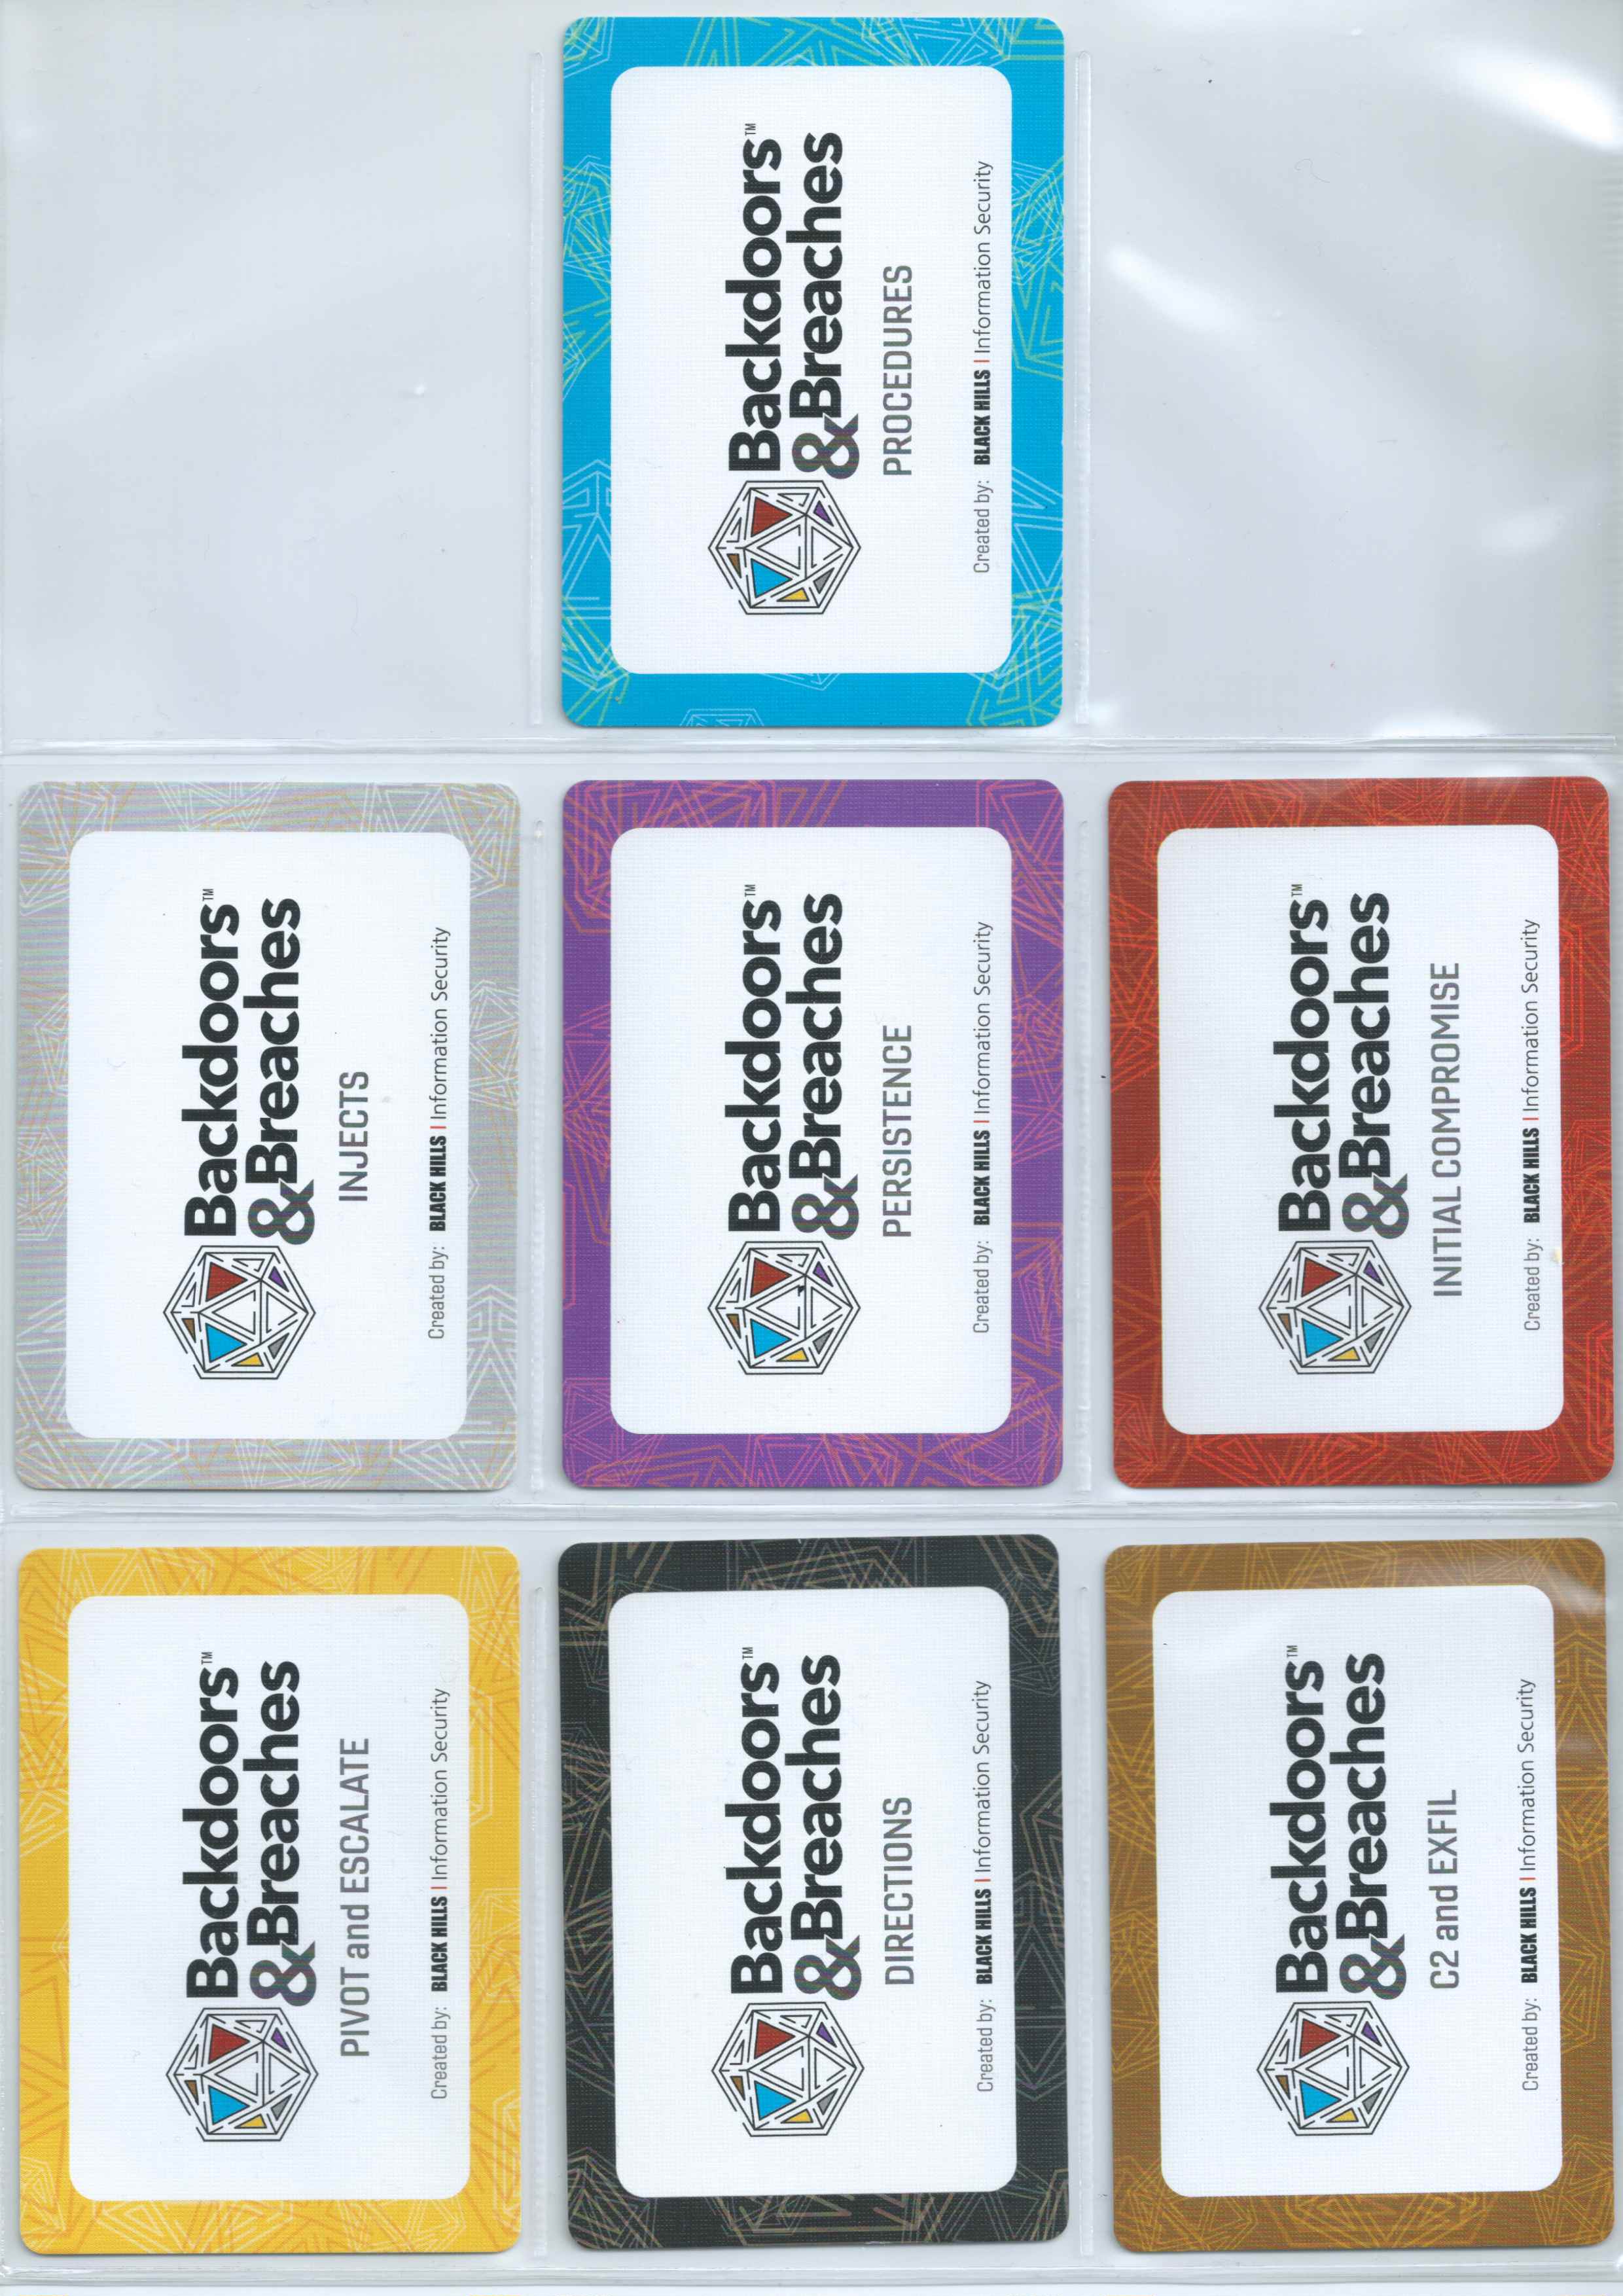 Backdoors™
&Breaches
PROCEDURES
Created by: BLACK HILLS | Information Security
Backdoors™
&Breaches
INJECTS
Created by: BLACK HILLS | Information Security
Backdoors™
&Breaches
PERSISTENCE
Created by: BLACK HILLS | Information Security
Backdoors™
&Breaches
INITIAL COMPROMISE
Created by: BLACK HILLS | Information Security
Backdoors™
&Breaches
PIVOT and ESCALATE
Created by: BLACK HILLS | Information Security
Backdoors™
&Breaches
DIRECTIONS
Created by: BLACK HILLS | Information Security
Backdoors™
&Breaches
C2 and EXFIL
Created by: BLACK HILLS | Information Security